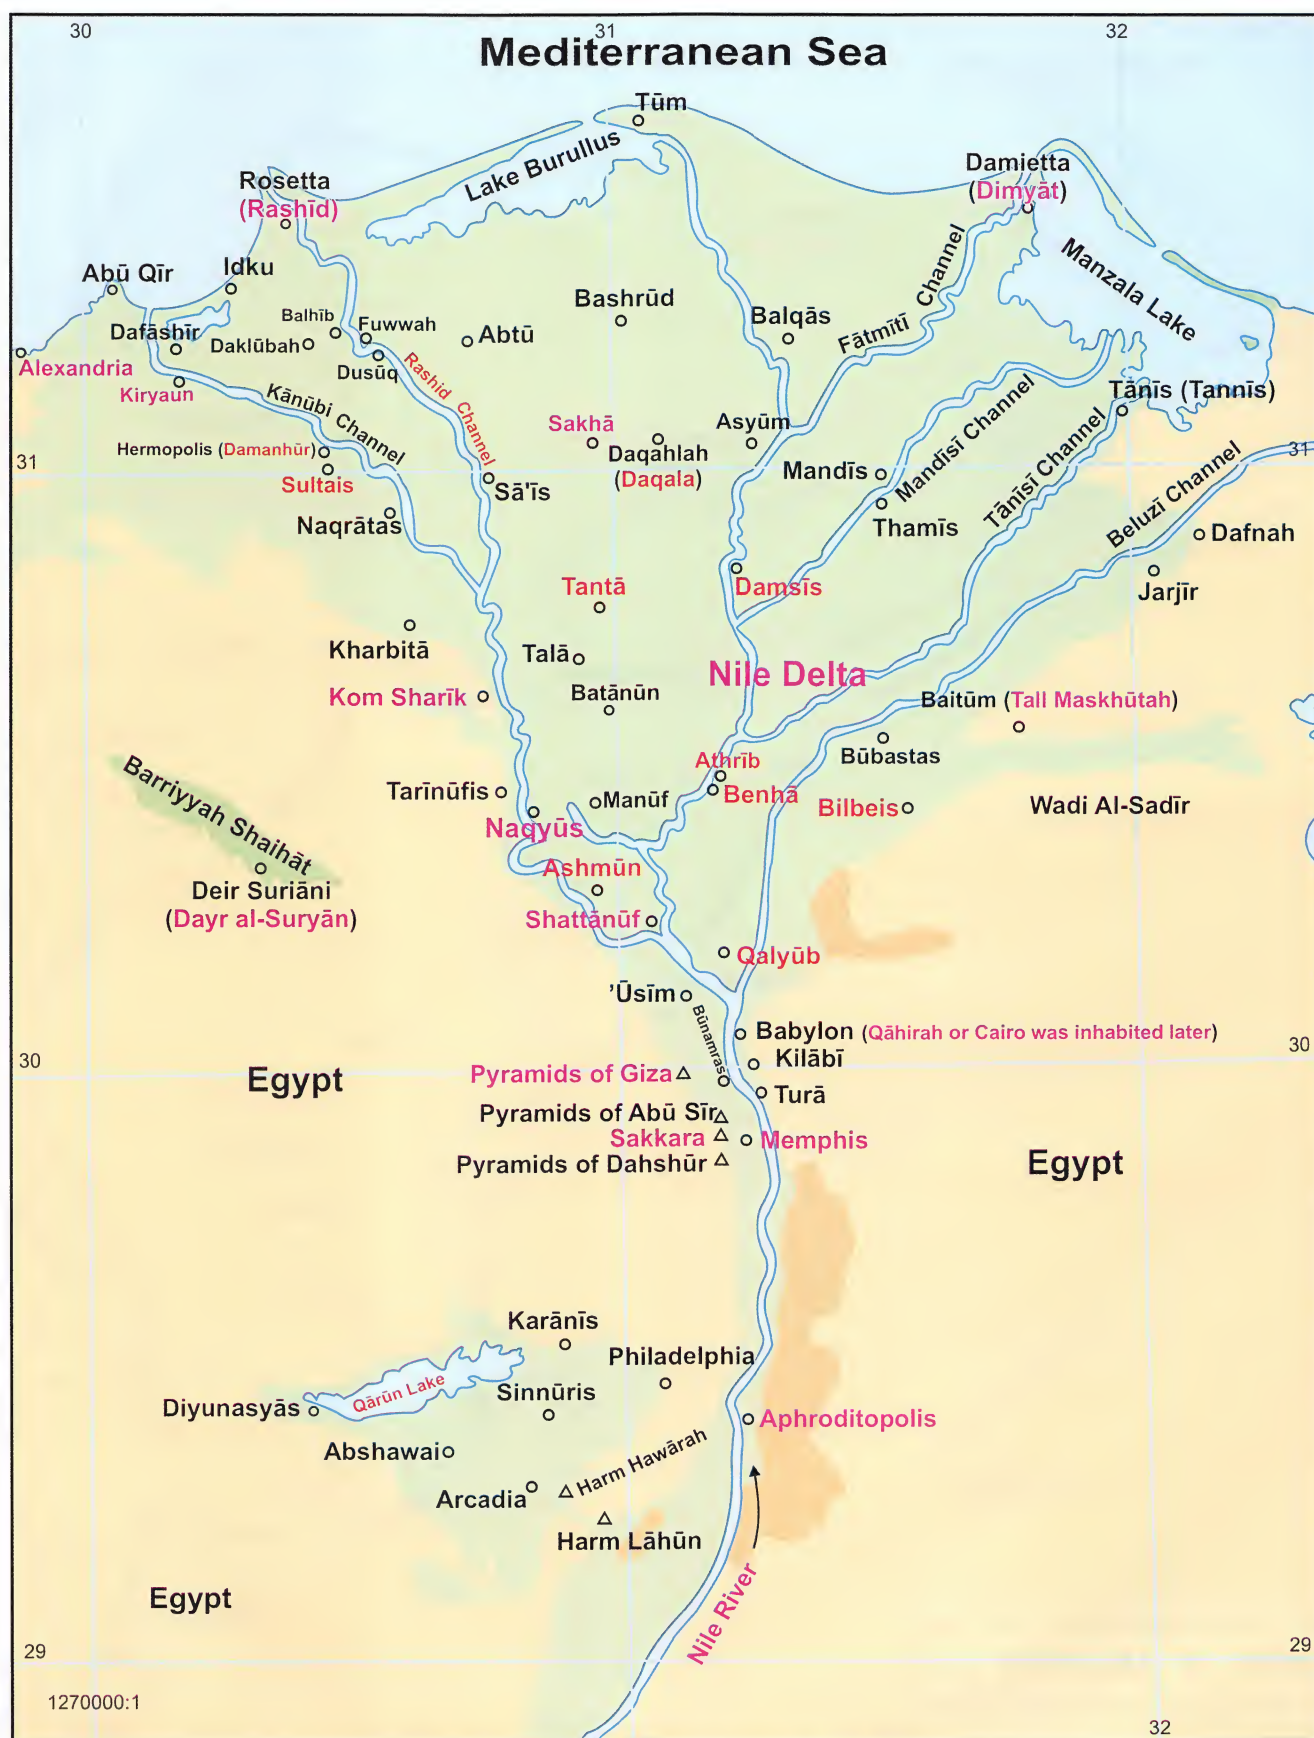 30
31
32
Mediterranean Sea
Tūm
Lake Burullus
Damietta
(Dimyāt)
Rosetta
(Rashīd)
Manzala Lake
Abū Qīr
Idku
Channel
Fātmītī
Bashrūd
Balqās
Balhīb
Fuwwah
Abtū
Dafāshīr
Daklūbah
Dusūq
Alexandria
Kiryaun
Rashid Channel
Kānūbi Channel
Mandīsī Channel
Tānīs (Tannīs)
Sakhā
Asyūm
Daqahlah
(Daqala)
Hermopolis (Damanhūr)
31
31
Sultais
Sā'īs
Mandīs
Tānīsī Channel
Beluzī Channel
Naqrātas
Thamīs
Dafnah
Tantā
Damsīs
Jarjīr
Kharbitā
Talā
Nile Delta
Kom Sharīk
Batānūn
Baitūm (Tall Maskhūtah)
Būbastas
Athrīb
Barriyyah Shaihāt
Tarīnūfis
Manūf
Benhā
Bilbeis
Wadi Al-Sadīr
Naqyūs
Ashmūn
Deir Suriāni
(Dayr al-Suryān)
Shattānūf
Qalyūb
’Ūsīm
Būnamras
Babylon (Qāhirah or Cairo was inhabited later)
30
30
Kilābī
Egypt
Pyramids of Giza
Turā
Pyramids of Abū Sīr
Sakkara
Memphis
Pyramids of Dahshūr
Egypt
Karānīs
Philadelphia
Qārūn Lake
Sinnūris
Diyunasyās
Aphroditopolis
Abshawai
Harm Hawārah
Arcadia
Harm Lāhūn
Egypt
Nile River
29
29
1270000:1
32